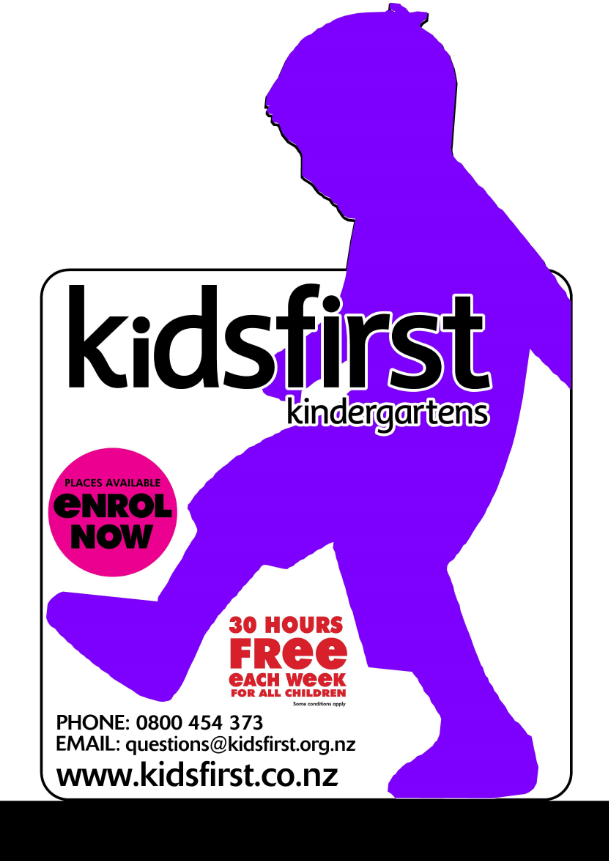 kidsfirst
kindergartens
PLACES AVAILABLE
eNROL
NOW
30 HOURS
FRee
eACH WeeK
FOR ALL CHILDREN
Some conditions apply
PHONE: 0800 454 373
EMAIL: questions@kidsfirst.org.nz
www.kidsfirst.co.nz